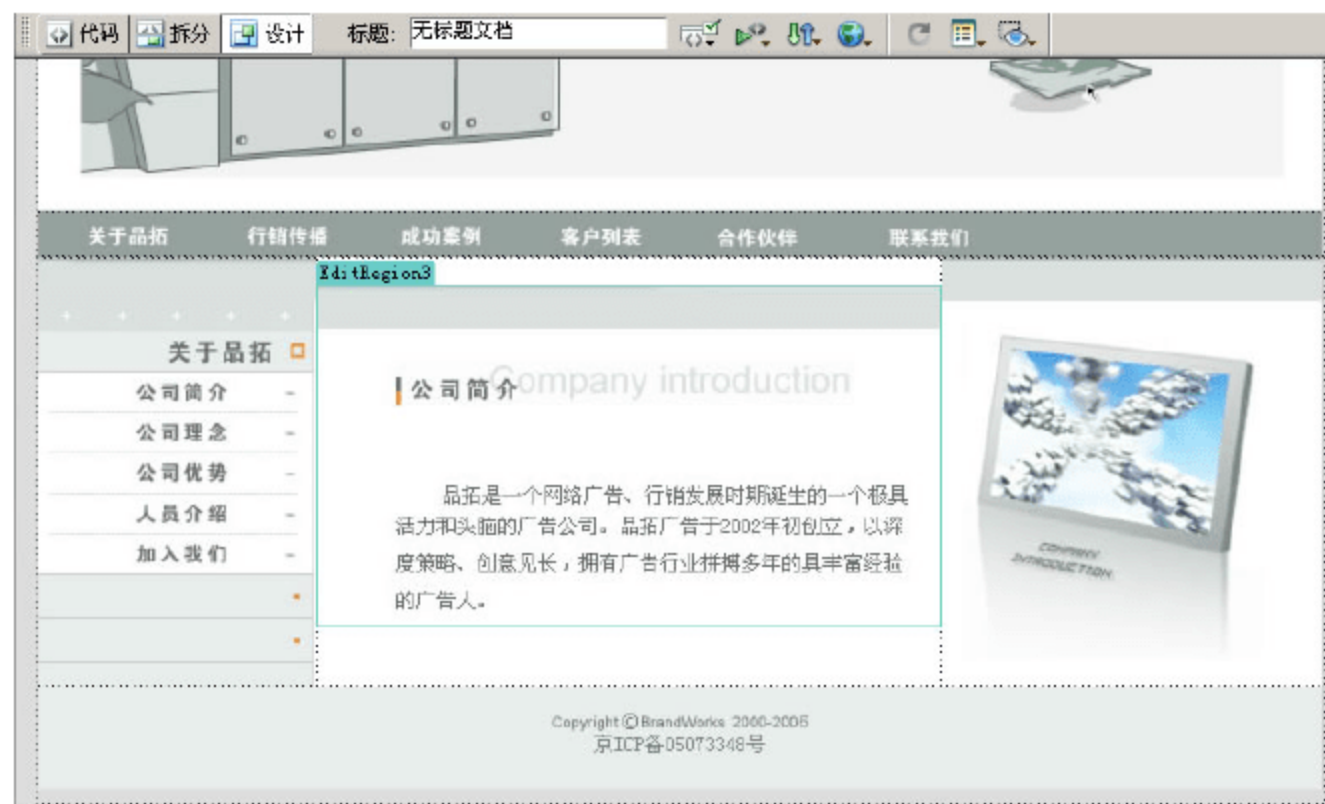 代码 拆分 设计 标题: 无标题文档
关于品拓 行销传播 成功案例 客户列表 合作伙伴 联系我们
EditRegion3
关于品拓
公司简介
公司理念
公司优势
人员介绍
加入我们
公司简介 Company introduction
品拓是一个网络广告、行销发展时期诞生的一个极具
活力和头脑的广告公司。品拓广告于2002年初创立，以深
度策略、创意见长，拥有广告行业拼搏多年的具丰富经验
的广告人。
COMPANY
INTRODUCTION
Copyright © BrandWorks 2000-2006
京ICP备05073348号